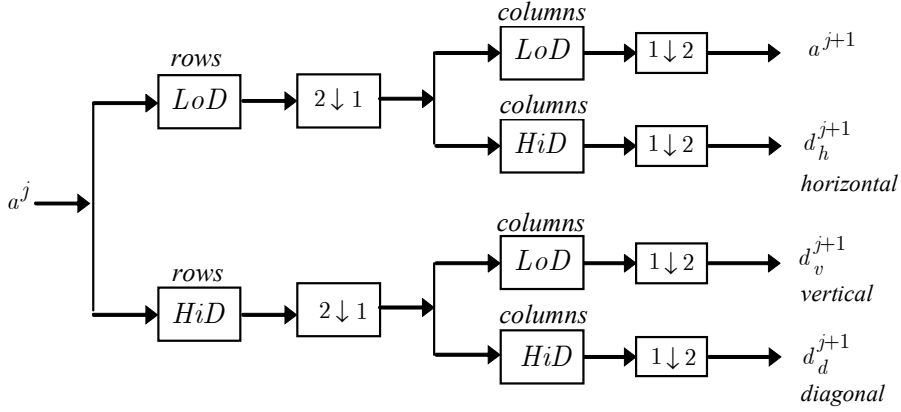 columns
LoD 1↓2 a^{j+1}
rows
LoD 2↓1
columns
HiD 1↓2 d_h^{j+1}
horizontal
a^j
columns
LoD 1↓2 d_v^{j+1}
vertical
rows
HiD 2↓1
columns
HiD 1↓2 d_d^{j+1}
diagonal